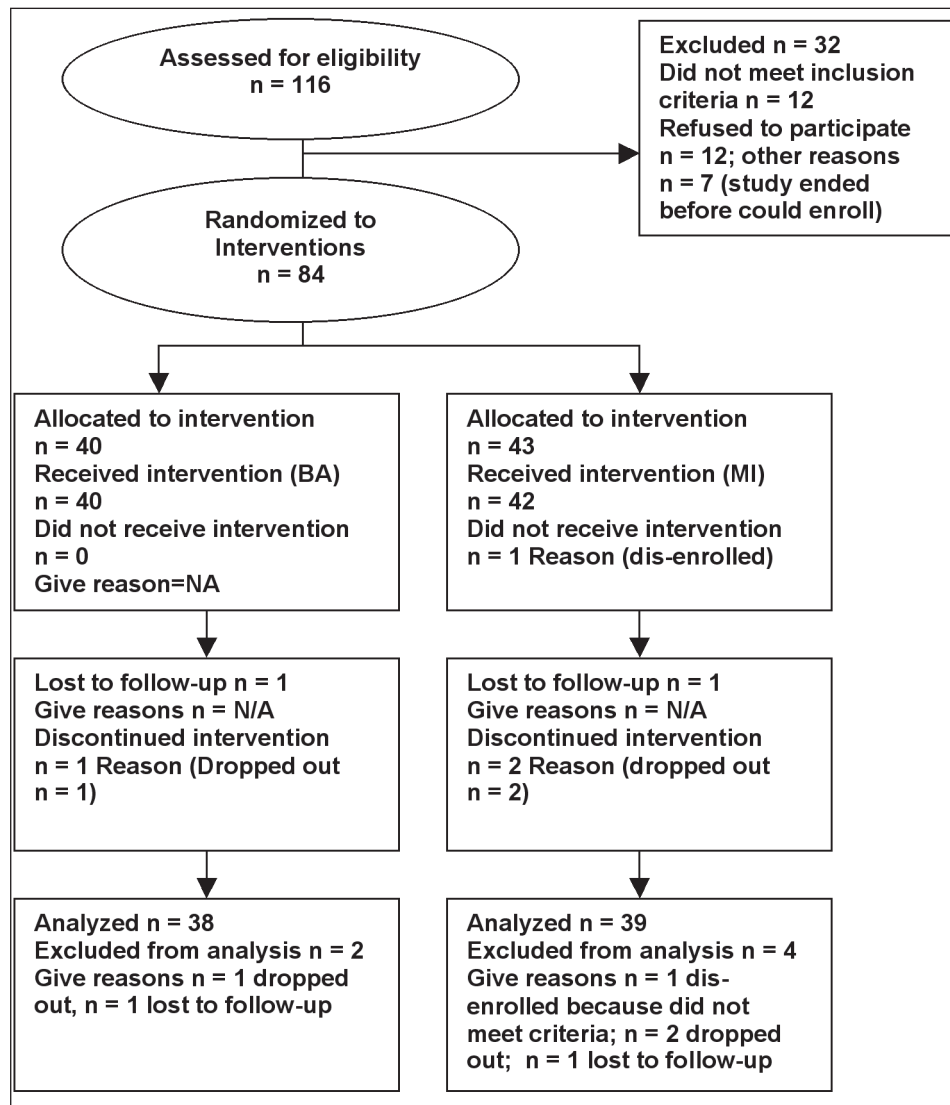 Assessed for eligibility
n = 116
Excluded n = 32
Did not meet inclusion
criteria n = 12
Refused to participate
n = 12; other reasons
n = 7 (study ended
before could enroll)
Randomized to
Interventions
n = 84
Allocated to intervention
n = 40
Received intervention (BA)
n = 40
Did not receive intervention
n = 0
Give reason=NA
Allocated to intervention
n = 43
Received intervention (MI)
n = 42
Did not receive intervention
n = 1 Reason (dis-enrolled)
Lost to follow-up n = 1
Give reasons n = N/A
Discontinued intervention
n = 1 Reason (Dropped out
n = 1)
Lost to follow-up n = 1
Give reasons n = N/A
Discontinued intervention
n = 2 Reason (dropped out
n = 2)
Analyzed n = 38
Excluded from analysis n = 2
Give reasons n = 1 dropped
out, n = 1 lost to follow-up
Analyzed n = 39
Excluded from analysis n = 4
Give reasons n = 1 dis-
enrolled because did not
meet criteria; n = 2 dropped
out;  n = 1 lost to follow-up